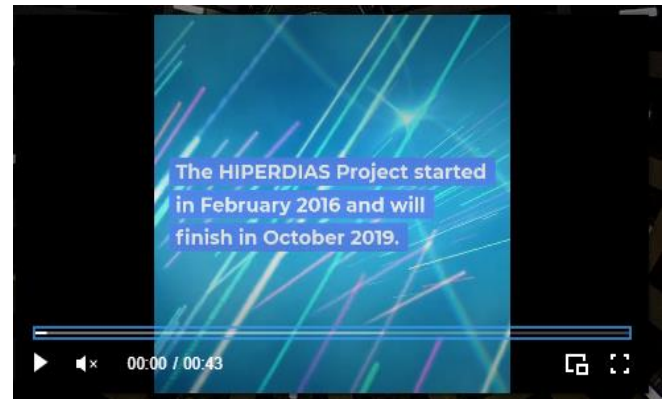 The HIPERDIAS Project started
in February 2016 and will
finish in October 2019.
00:00 / 00:43